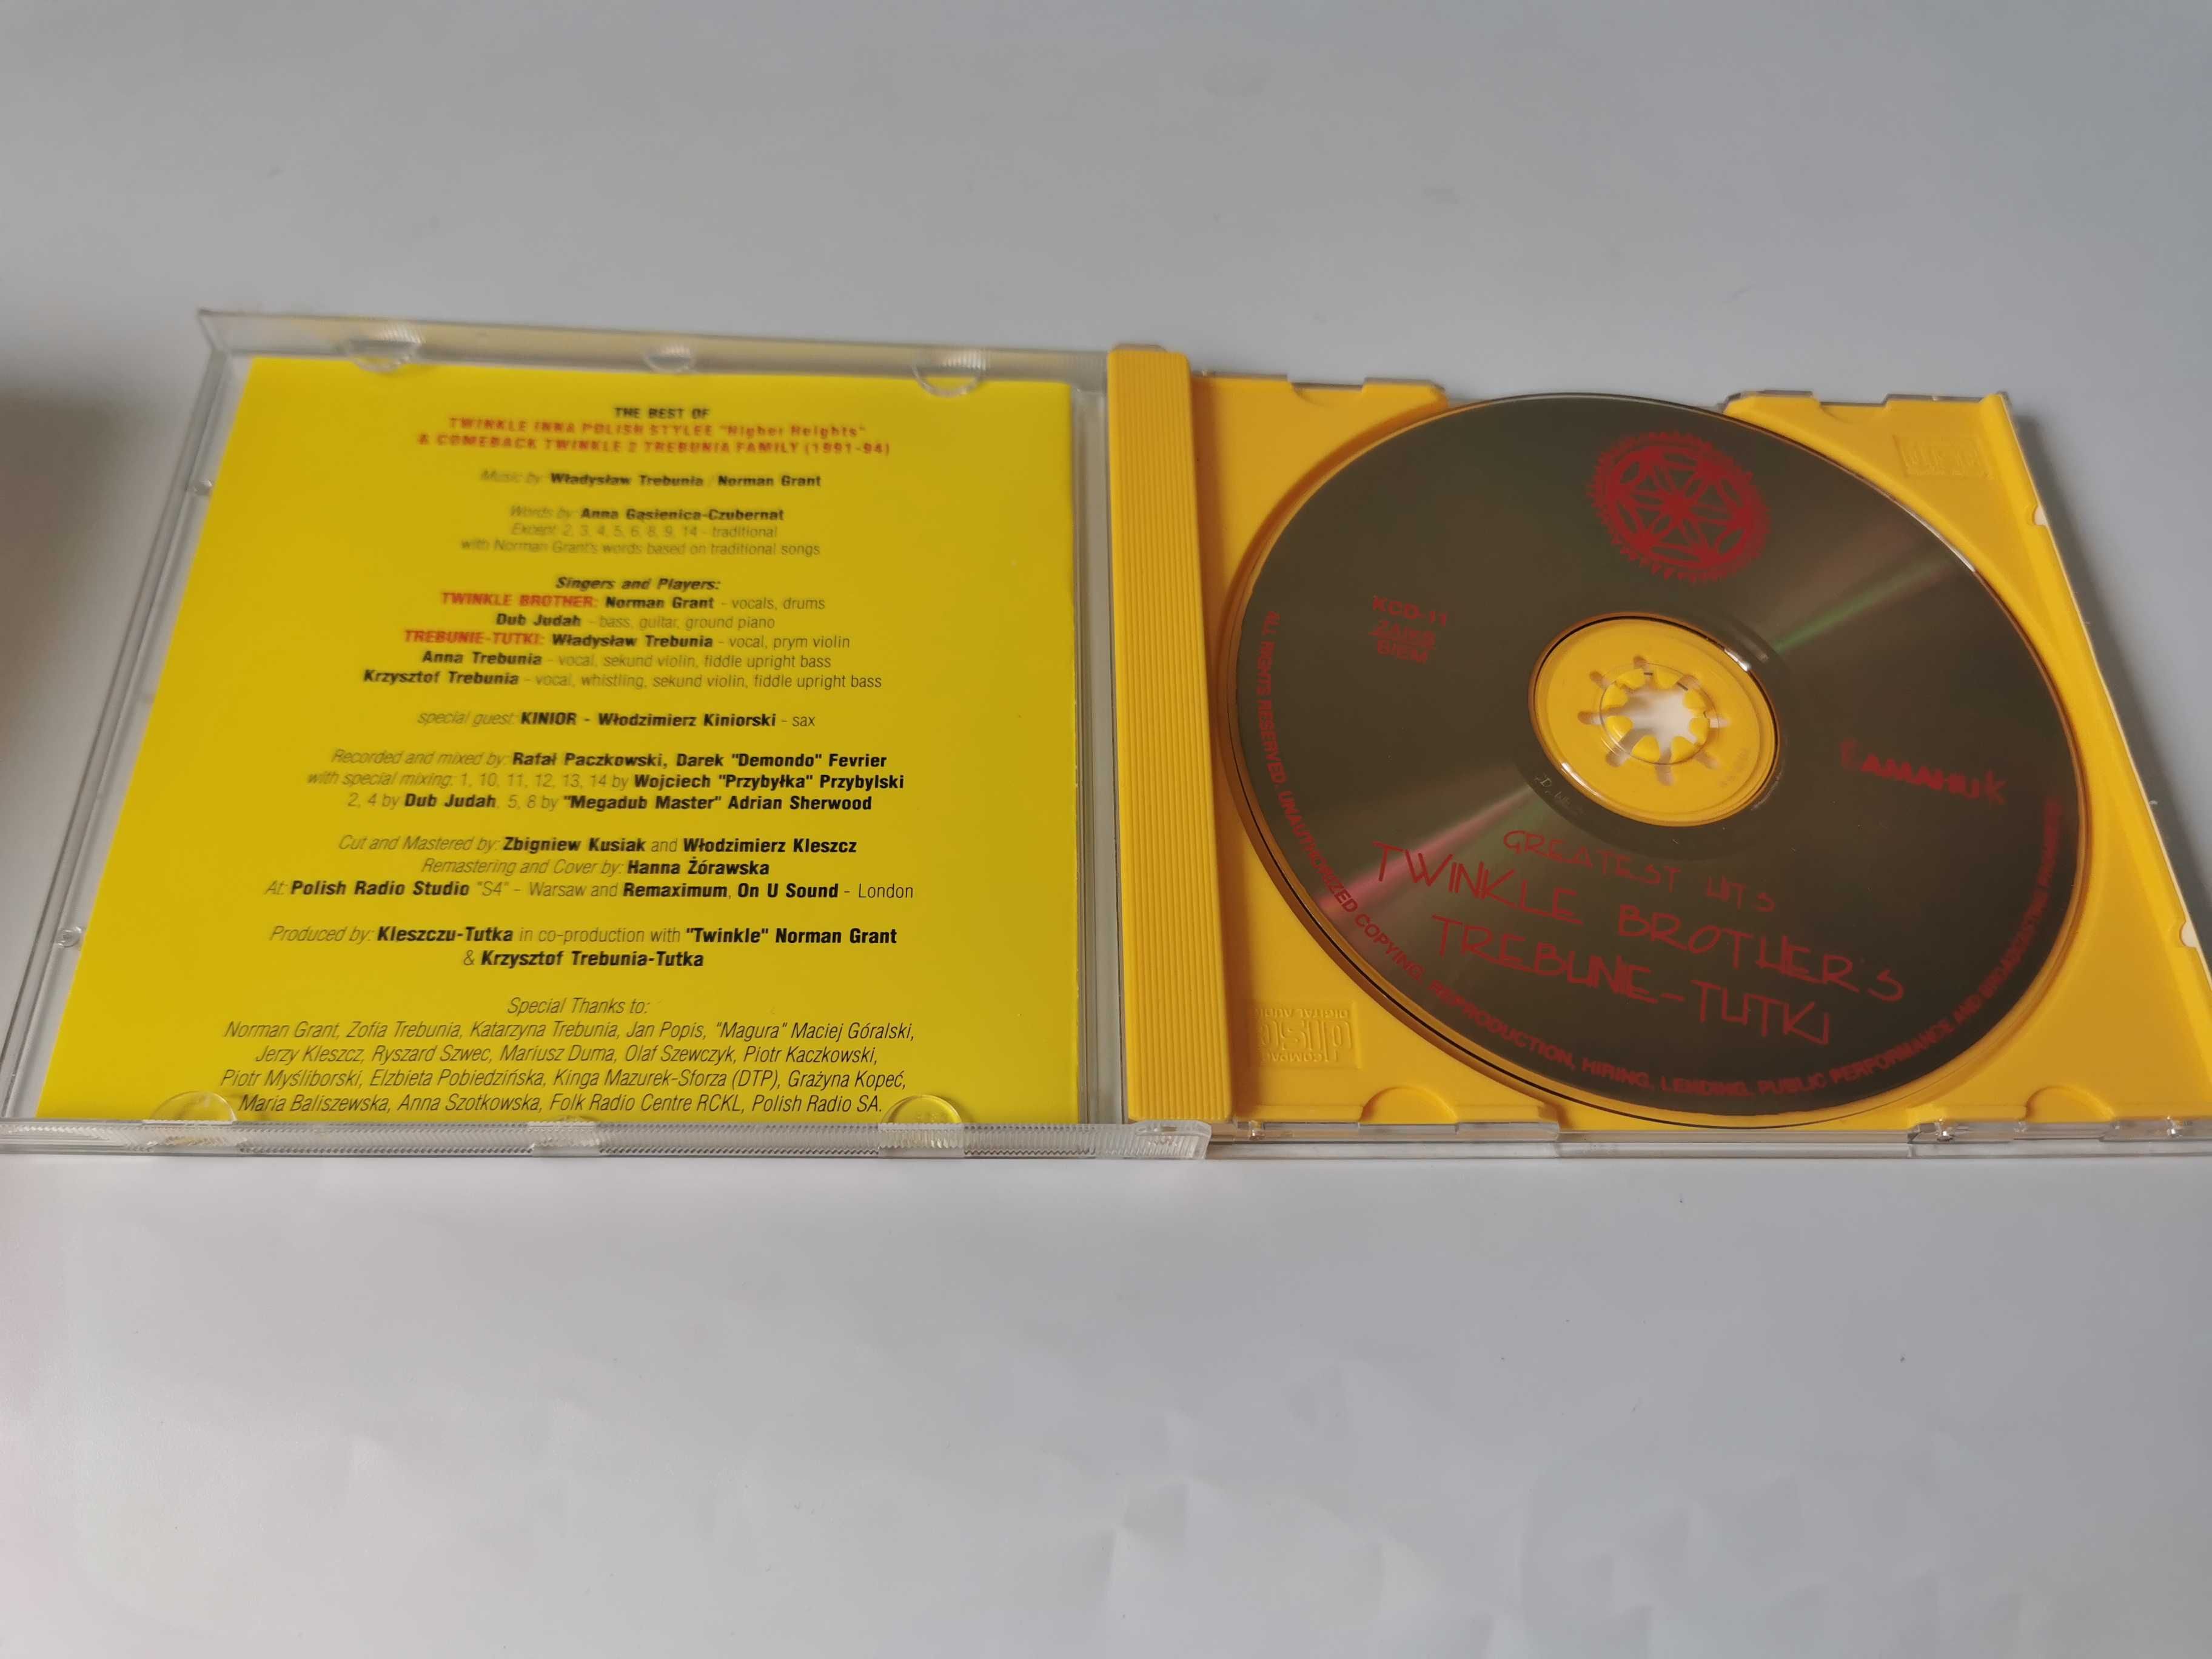 THE BEST OF
TWINKLE INNA POLISH STYLEE "Higher Heights"
& COMEBACK TWINKLE 2 TREBUNIA FAMILY (1991-94)
Music by: Władysław Trebunia / Norman Grant
Words by: Anna Gąsienica-Czubernat
Except: 2, 3, 4, 5, 6, 8, 9, 14 - traditional
with Norman Grant's words based on traditional songs
Singers and Players:
TWINKLE BROTHER: Norman Grant - vocals, drums
Dub Judah - bass, guitar, ground piano
TREBUNIE-TUTKI: Władysław Trebunia - vocal, prym violin
Anna Trebunia - vocal, sekund violin, fiddle upright bass
Krzysztof Trebunia - vocal, whistling, sekund violin, fiddle upright bass
special guest: KINIOR - Włodzimierz Kiniorski - sax
Recorded and mixed by: Rafał Paczkowski, Darek "Demondo" Fevrier
with special mixing: 1, 10, 11, 12, 13, 14 by Wojciech "Przybyłka" Przybylski
2, 4 by Dub Judah, 5, 8 by "Megadub Master" Adrian Sherwood
Cut and Mastered by: Zbigniew Kusiak and Włodzimierz Kleszcz
Remastering and Cover by: Hanna Żórawska
At: Polish Radio Studio "S4" - Warsaw and Remaximum, On U Sound - London
Produced by: Kleszczu-Tutka in co-production with "Twinkle" Norman Grant
& Krzysztof Trebunia-Tutka
Special Thanks to:
Norman Grant, Zofia Trebunia, Katarzyna Trebunia, Jan Popis, "Magura" Maciej Góralski,
Jerzy Kleszcz, Ryszard Szwec, Mariusz Duma, Olaf Szewczyk, Piotr Kaczkowski,
Piotr Myśliborski, Elzbieta Pobiedzińska, Kinga Mazurek-Sforza (DTP), Grażyna Kopeć,
Maria Baliszewska, Anna Szotkowska, Folk Radio Centre RCKL, Polish Radio SA.
KCD-11
ZAIKS
BIEM
KAMAHUK
GREATEST HITS
TWINKLE BROTHER'S
TREBUNIE-TUTKI
ALL RIGHTS RESERVED. UNAUTHORIZED COPYING, REPRODUCTION, HIRING, LENDING, PUBLIC PERFORMANCE AND BROADCASTING PROHIBITED
COMPACT
disc
DIGITAL AUDIO